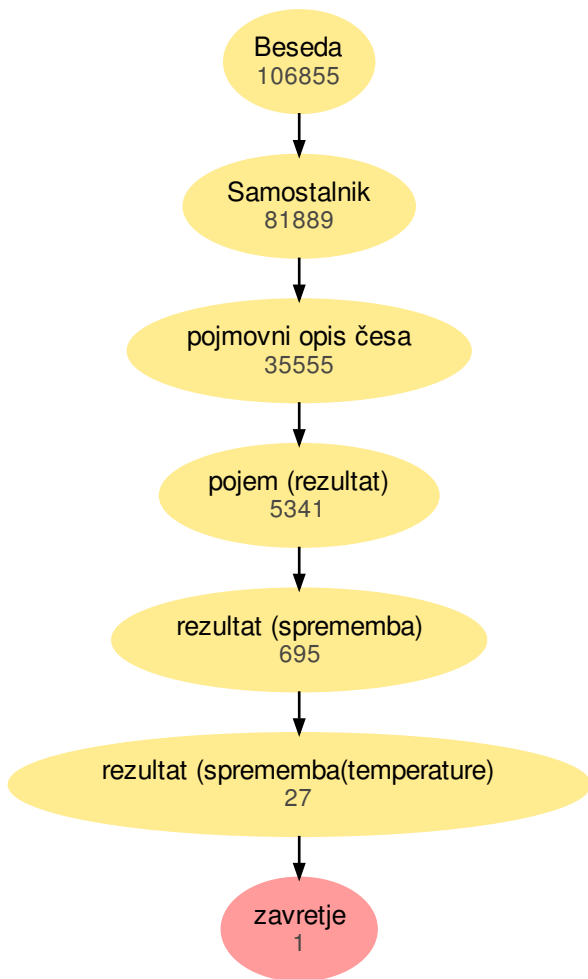 Beseda
106855
Samostalnik
81889
pojmovni opis česa
35555
pojem (rezultat)
5341
rezultat (sprememba)
695
rezultat (sprememba(temperature)
27
zavretje
1